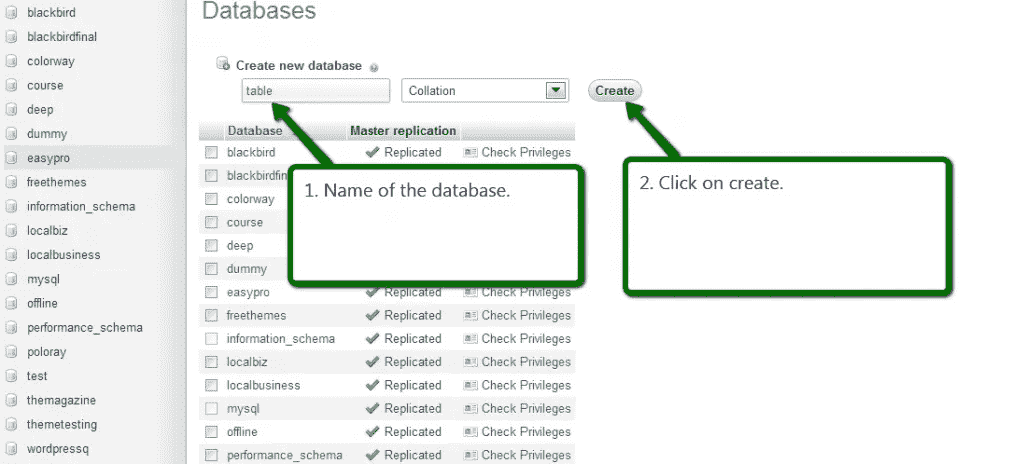 blackbird
blackbirdfinal
colorway
course
deep
dummy
easypro
freethemes
information_schema
localbiz
localbusiness
mysql
offline
performance_schema
poloray
test
themagazine
themetesting
wordpressq
Databases
Create new database
table Collation Create
Database Master replication
blackbird Replicated Check Privileges
blackbirdfin
colorway
course
deep
dummy
easypro Replicated Check Privileges
freethemes Replicated Check Privileges
information_schema Replicated Check Privileges
localbiz Replicated Check Privileges
localbusiness Replicated Check Privileges
mysql Replicated Check Privileges
offline Replicated Check Privileges
performance_schema Replicated Check Privileges
1. Name of the database.
2. Click on create.